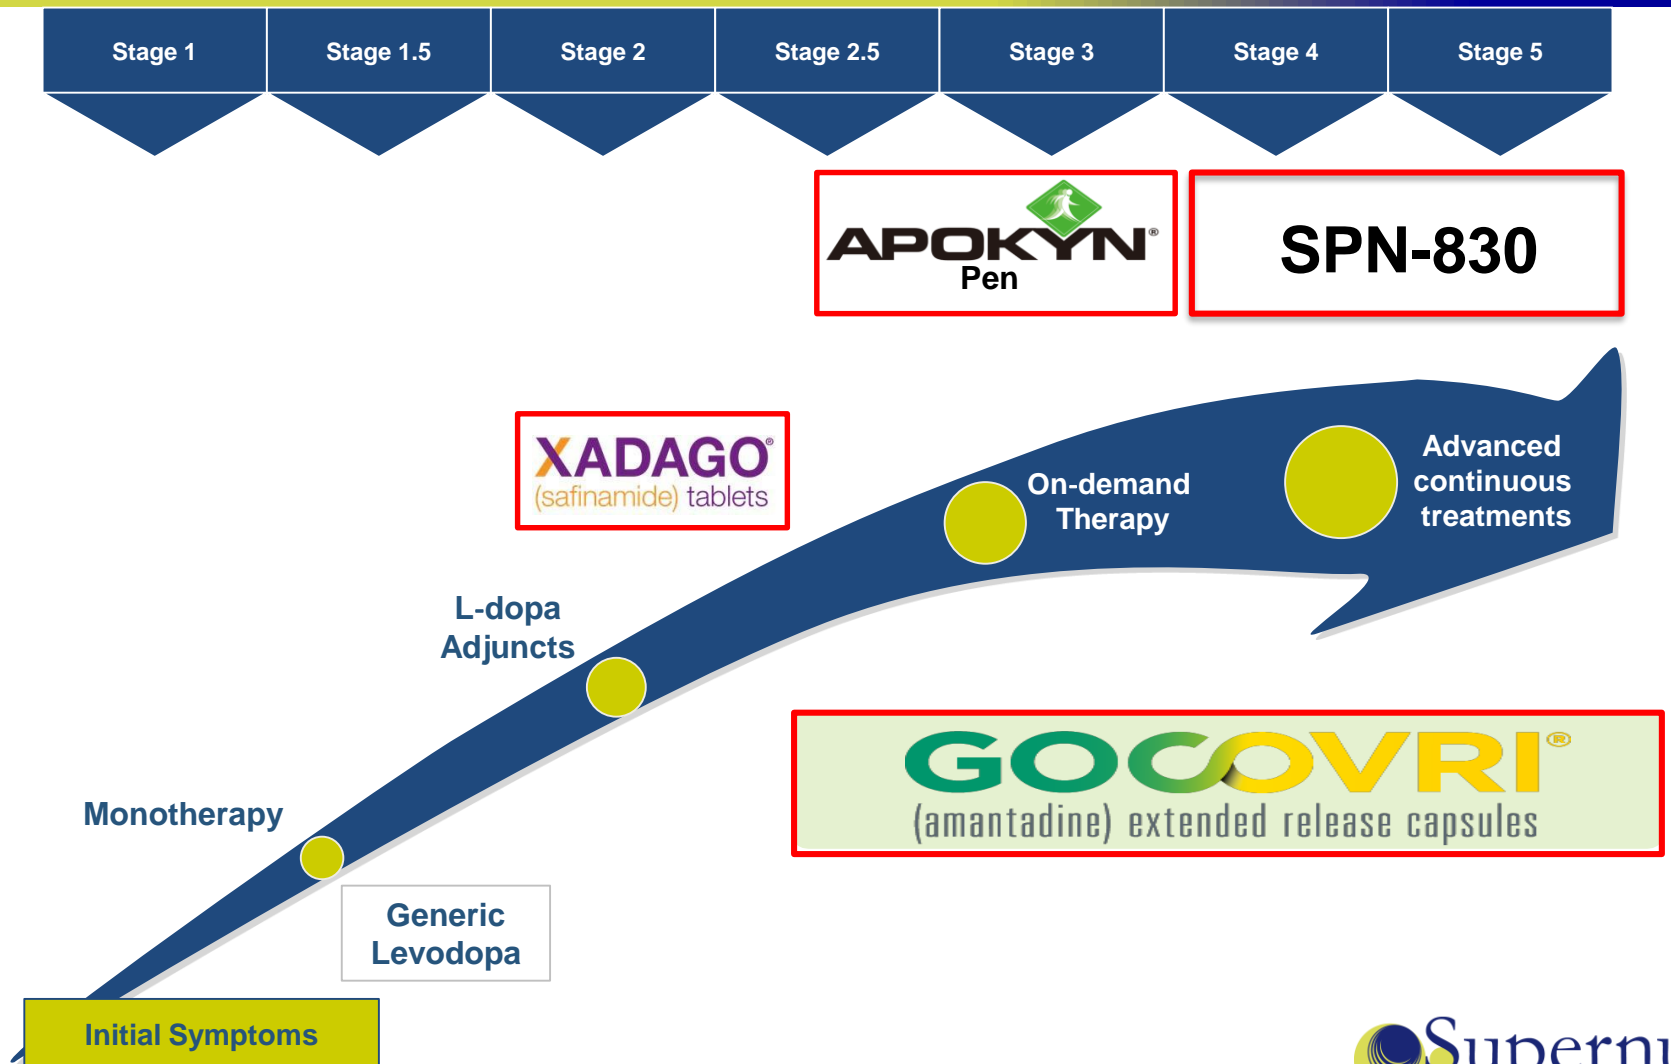 Stage 1
Stage 1.5
Stage 2
Stage 2.5
Stage 3
Stage 4
Stage 5
APOKYN®
Pen
SPN-830
XADAGO®
(safinamide) tablets
Advanced
continuous
treatments
On-demand
Therapy
L-dopa
Adjuncts
GOCOVRI®
(amantadine) extended release capsules
Monotherapy
Generic
Levodopa
Initial Symptoms